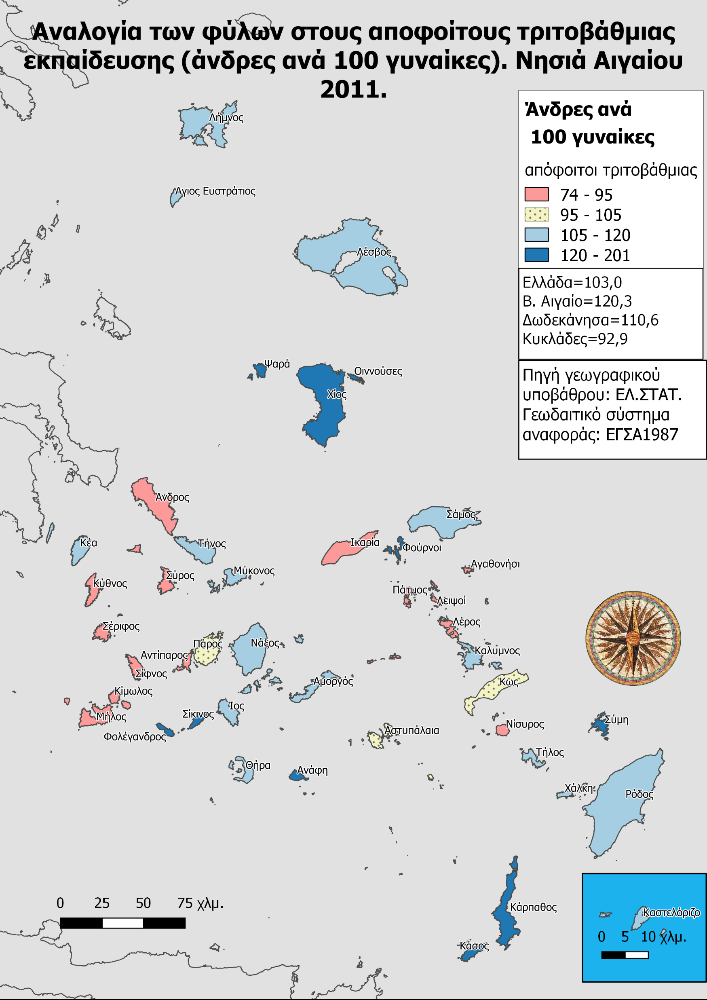 Αναλογία των φύλων στους αποφοίτους τριτοβάθμιας
εκπαίδευσης (άνδρες ανά 100 γυναίκες). Νησιά Αιγαίου
2011.
Άνδρες ανά
100 γυναίκες
απόφοιτοι τριτοβάθμιας
74 - 95
95 - 105
105 - 120
120 - 201
Ελλάδα=103,0
Β. Αιγαίο=120,3
Δωδεκάνησα=110,6
Κυκλάδες=92,9
Πηγή γεωγραφικού
υποβάθρου: ΕΛ.ΣΤΑΤ.
Γεωδαιτικό σύστημα
αναφοράς: ΕΓΣΑ1987
Λήμνος
Αγιος Ευστράτιος
Λέσβος
Ψαρά
Οιννούσες
Χίος
Ανδρος
Σάμος
Κέα
Τήνος
Ικαρία
Φούρνοι
Αγαθονήσι
Μύκονος
Σύρος
Κύθνος
Πάτμος
Λειψοί
Λέρος
Σέριφος
Πάρος
Νάξος
Καλυμνος
Αντίπαρος
Σίφνος
Αμοργός
Κως
Κίμωλος
Ίος
Σίκινος
Μήλος
Σύμη
Νίσυρος
Αστυπάλαια
Φολέγανδρος
Τήλος
Θήρα
Ανάφη
Χάλκη
Ρόδος
Κάρπαθος
Κάσος
Καστελόριζο
0 5 10 χλμ.
0 25 50 75 χλμ.